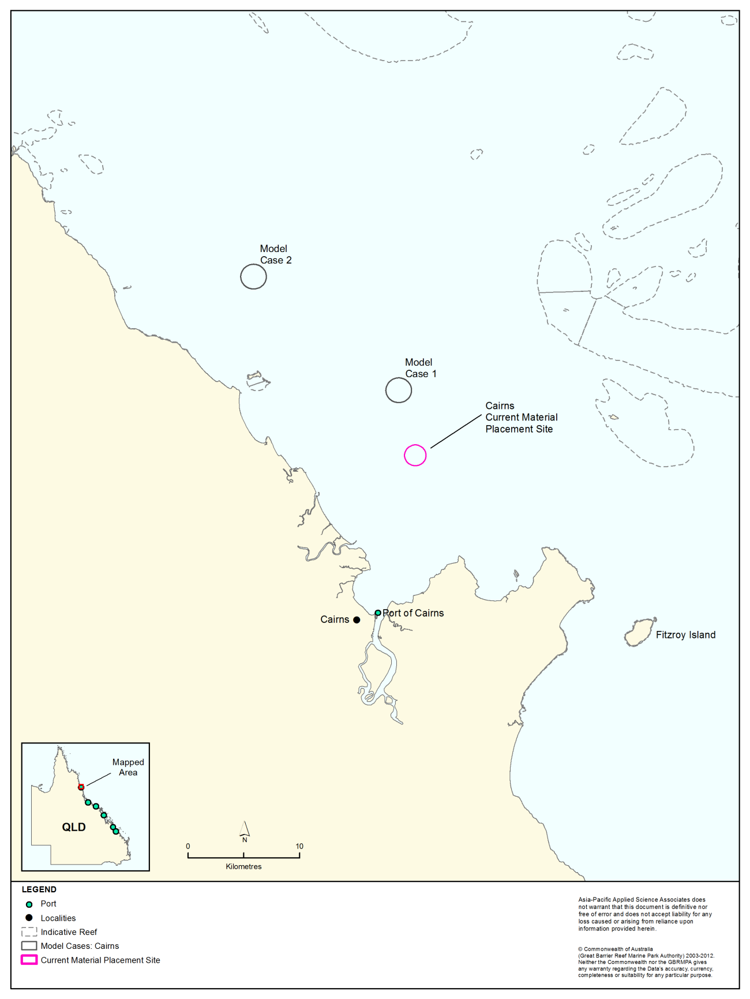 Model
Case 2
Model
Case 1
Cairns
Current Material
Placement Site
Port of Cairns
Cairns
Fitzroy Island
Mapped
Area
QLD
N
0 10
Kilometres
LEGEND
Port
Localities
Indicative Reef
Model Cases: Cairns
Current Material Placement Site
Asia-Pacific Applied Science Associates does
not warrant that this document is definitive nor
free of error and does not accept liability for any
loss caused or arising from reliance upon
information provided herein.
© Commonwealth of Australia
(Great Barrier Reef Marine Park Authority) 2003-2012.
Neither the Commonwealth nor the GBRMPA gives
any warranty regarding the Data's accuracy, currency,
completeness or suitability for any particular purpose.